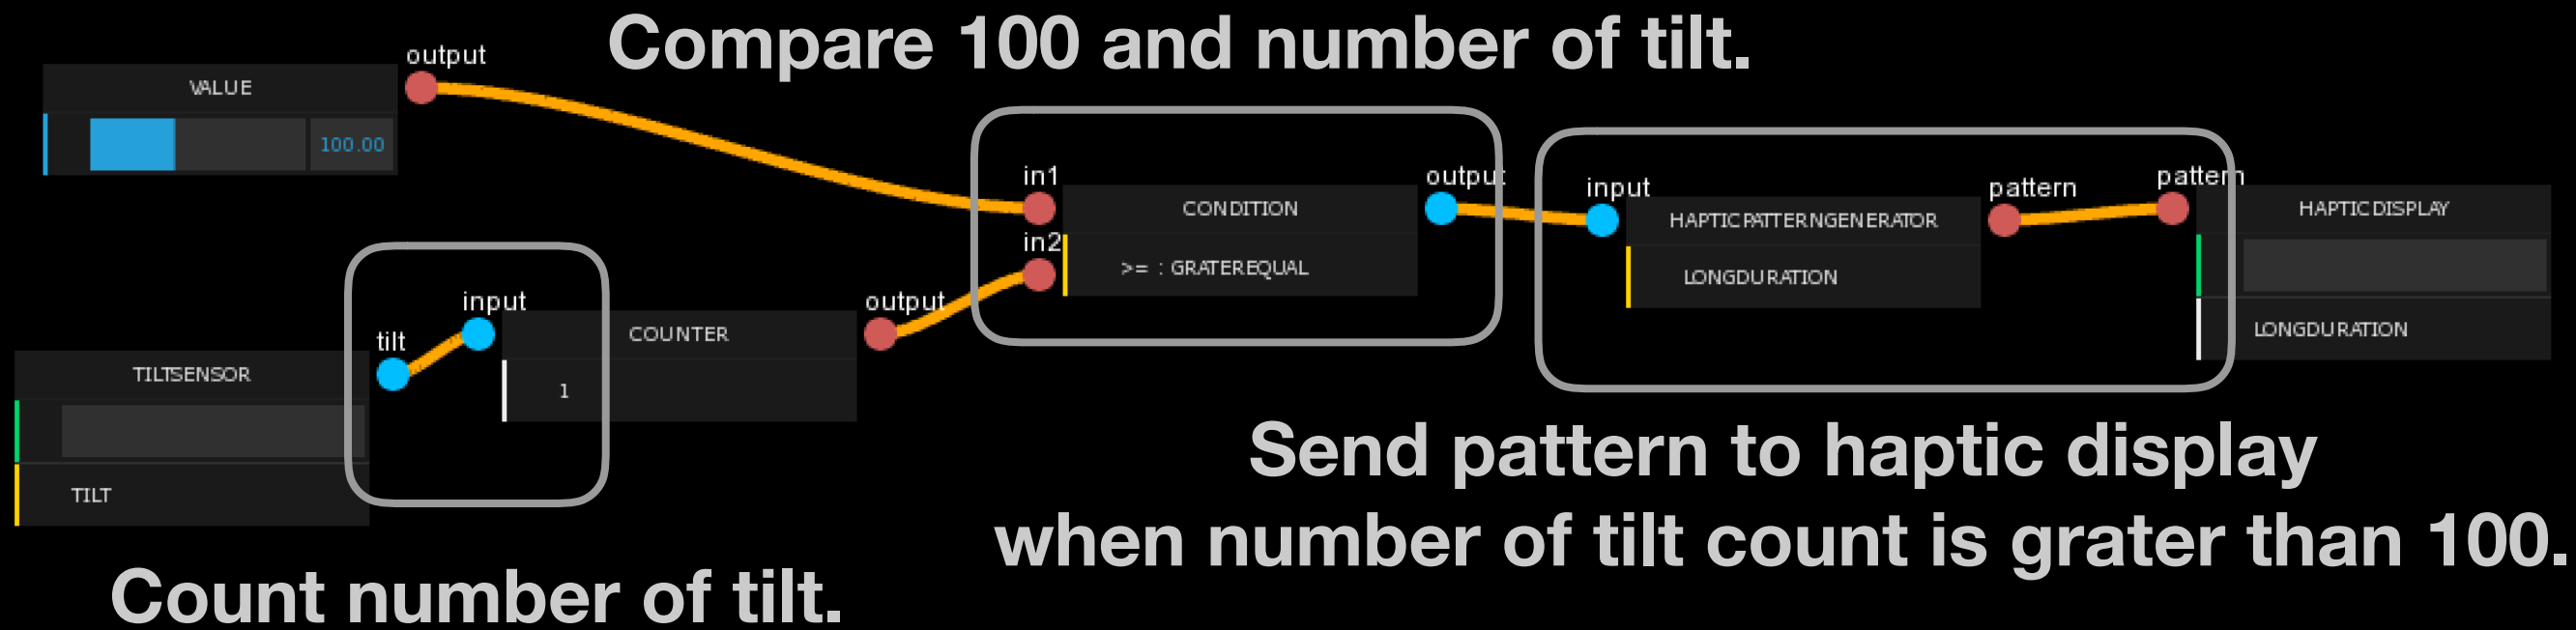 Compare 100 and number of tilt.
output
VALUE
100.00
in1
CONDITION
in2
>= : GRATEREQUAL
output
input
HAPTICPATTERNGENERATOR
LONGDURATION
pattern
pattern
HAPTICDISPLAY
LONGDURATION
tilt
input
COUNTER
1
output
TILTSENSOR
TILT
Send pattern to haptic display
when number of tilt count is grater than 100.
Count number of tilt.